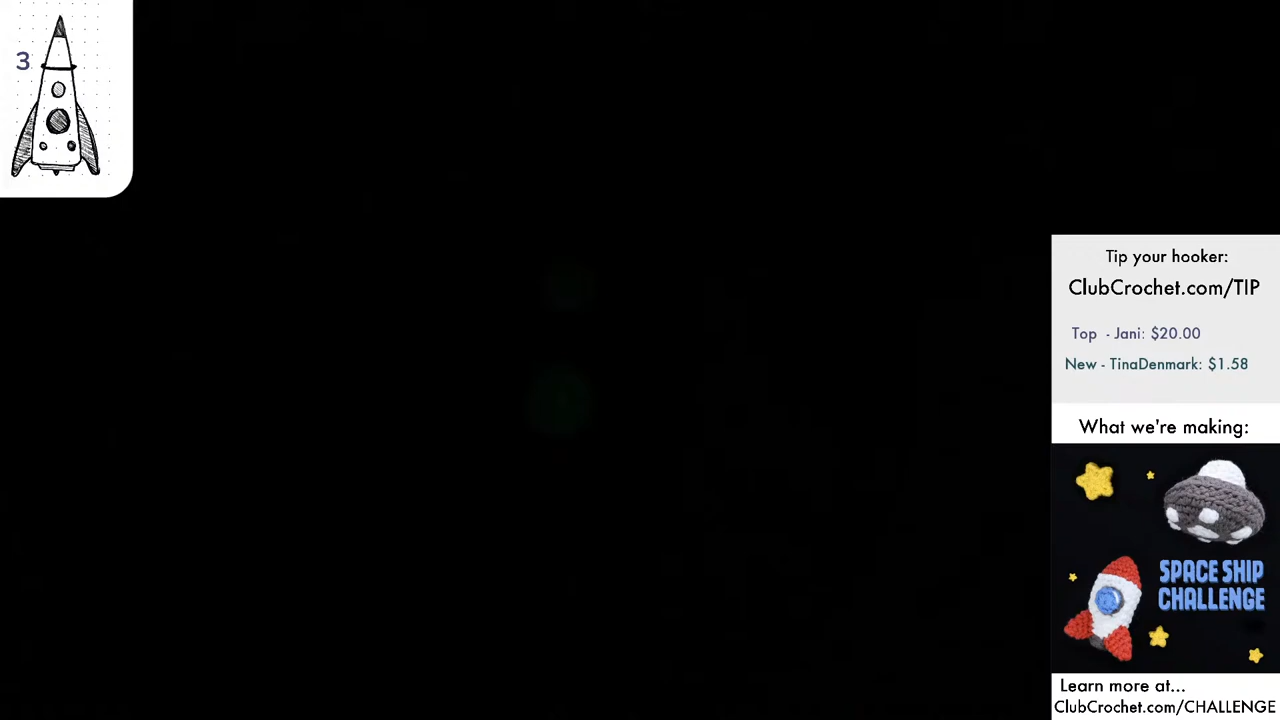 3
Tip your hooker:
ClubCrochet.com/TIP
Top - Jani: $20.00
New - TinaDenmark: $1.58
What we're making:
SPACE SHIP
CHALLENGE
Learn more at...
ClubCrochet.com/CHALLENGE